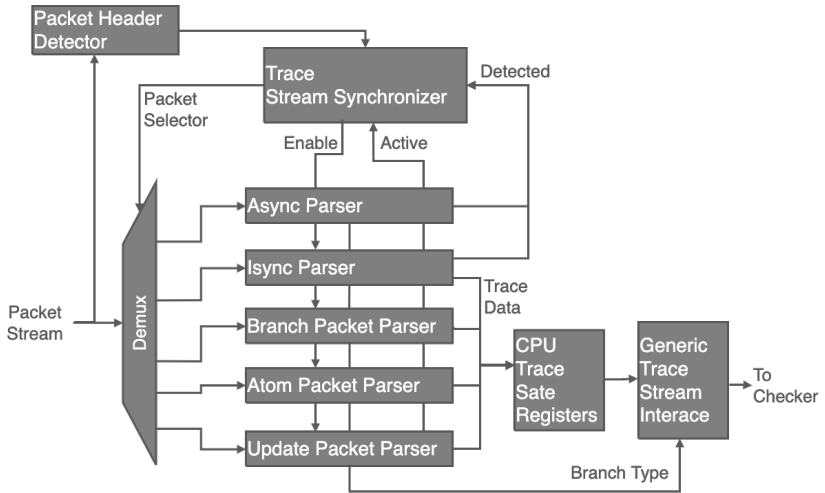 Packet Header
Detector
Trace
Stream Synchronizer
Detected
Packet
Selector
Enable
Active
Async Parser
Isync Parser
Trace
Data
Packet
Stream
Demux
Branch Packet Parser
CPU
Trace
Sate
Registers
Generic
Trace
Stream
Interace
To
Checker
Atom Packet Parser
Update Packet Parser
Branch Type